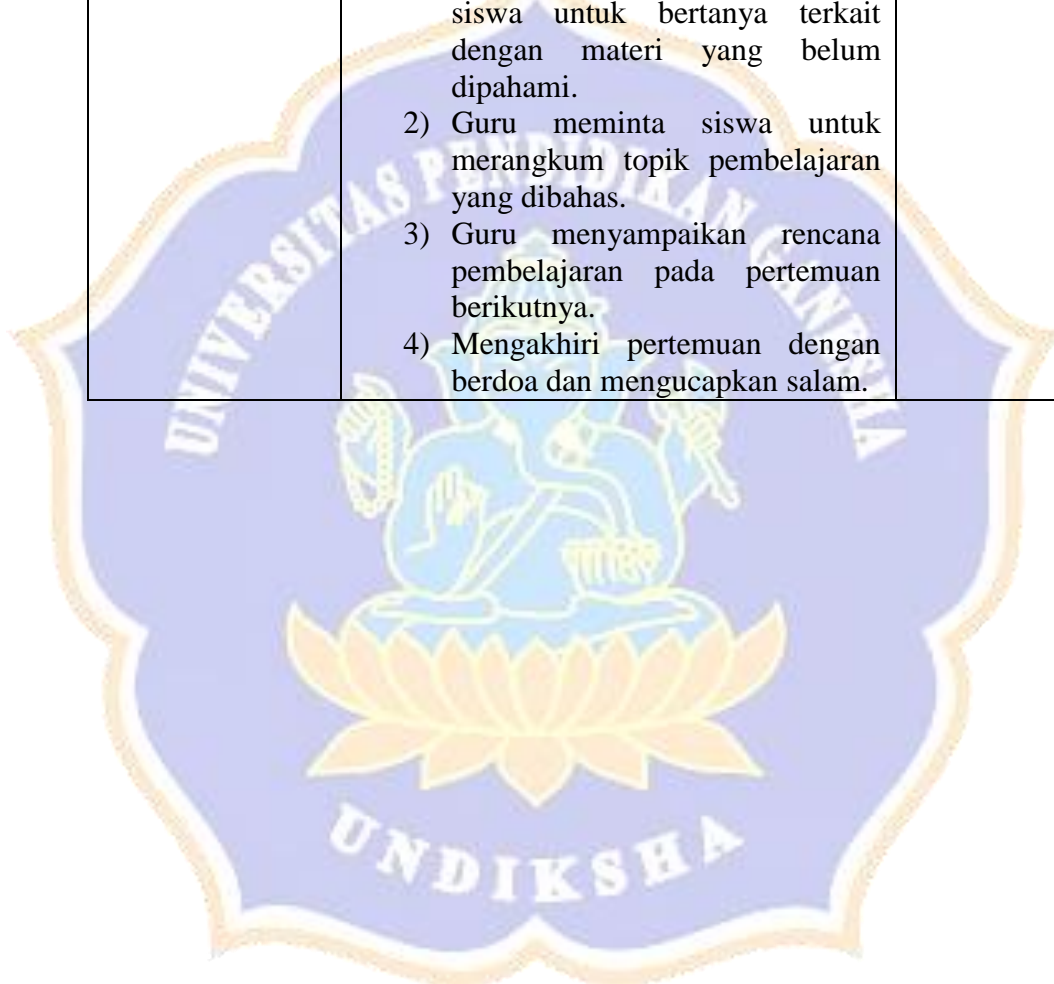 siswa untuk bertanya terkait
dengan materi yang belum
dipahami.
2) Guru meminta siswa untuk
merangkum topik pembelajaran
yang dibahas.
3) Guru menyampaikan rencana
pembelajaran pada pertemuan
berikutnya.
4) Mengakhiri pertemuan dengan
berdoa dan mengucapkan salam.
UNIVERSITAS PENDIDIKAN GANESHA
UNDIKSHA